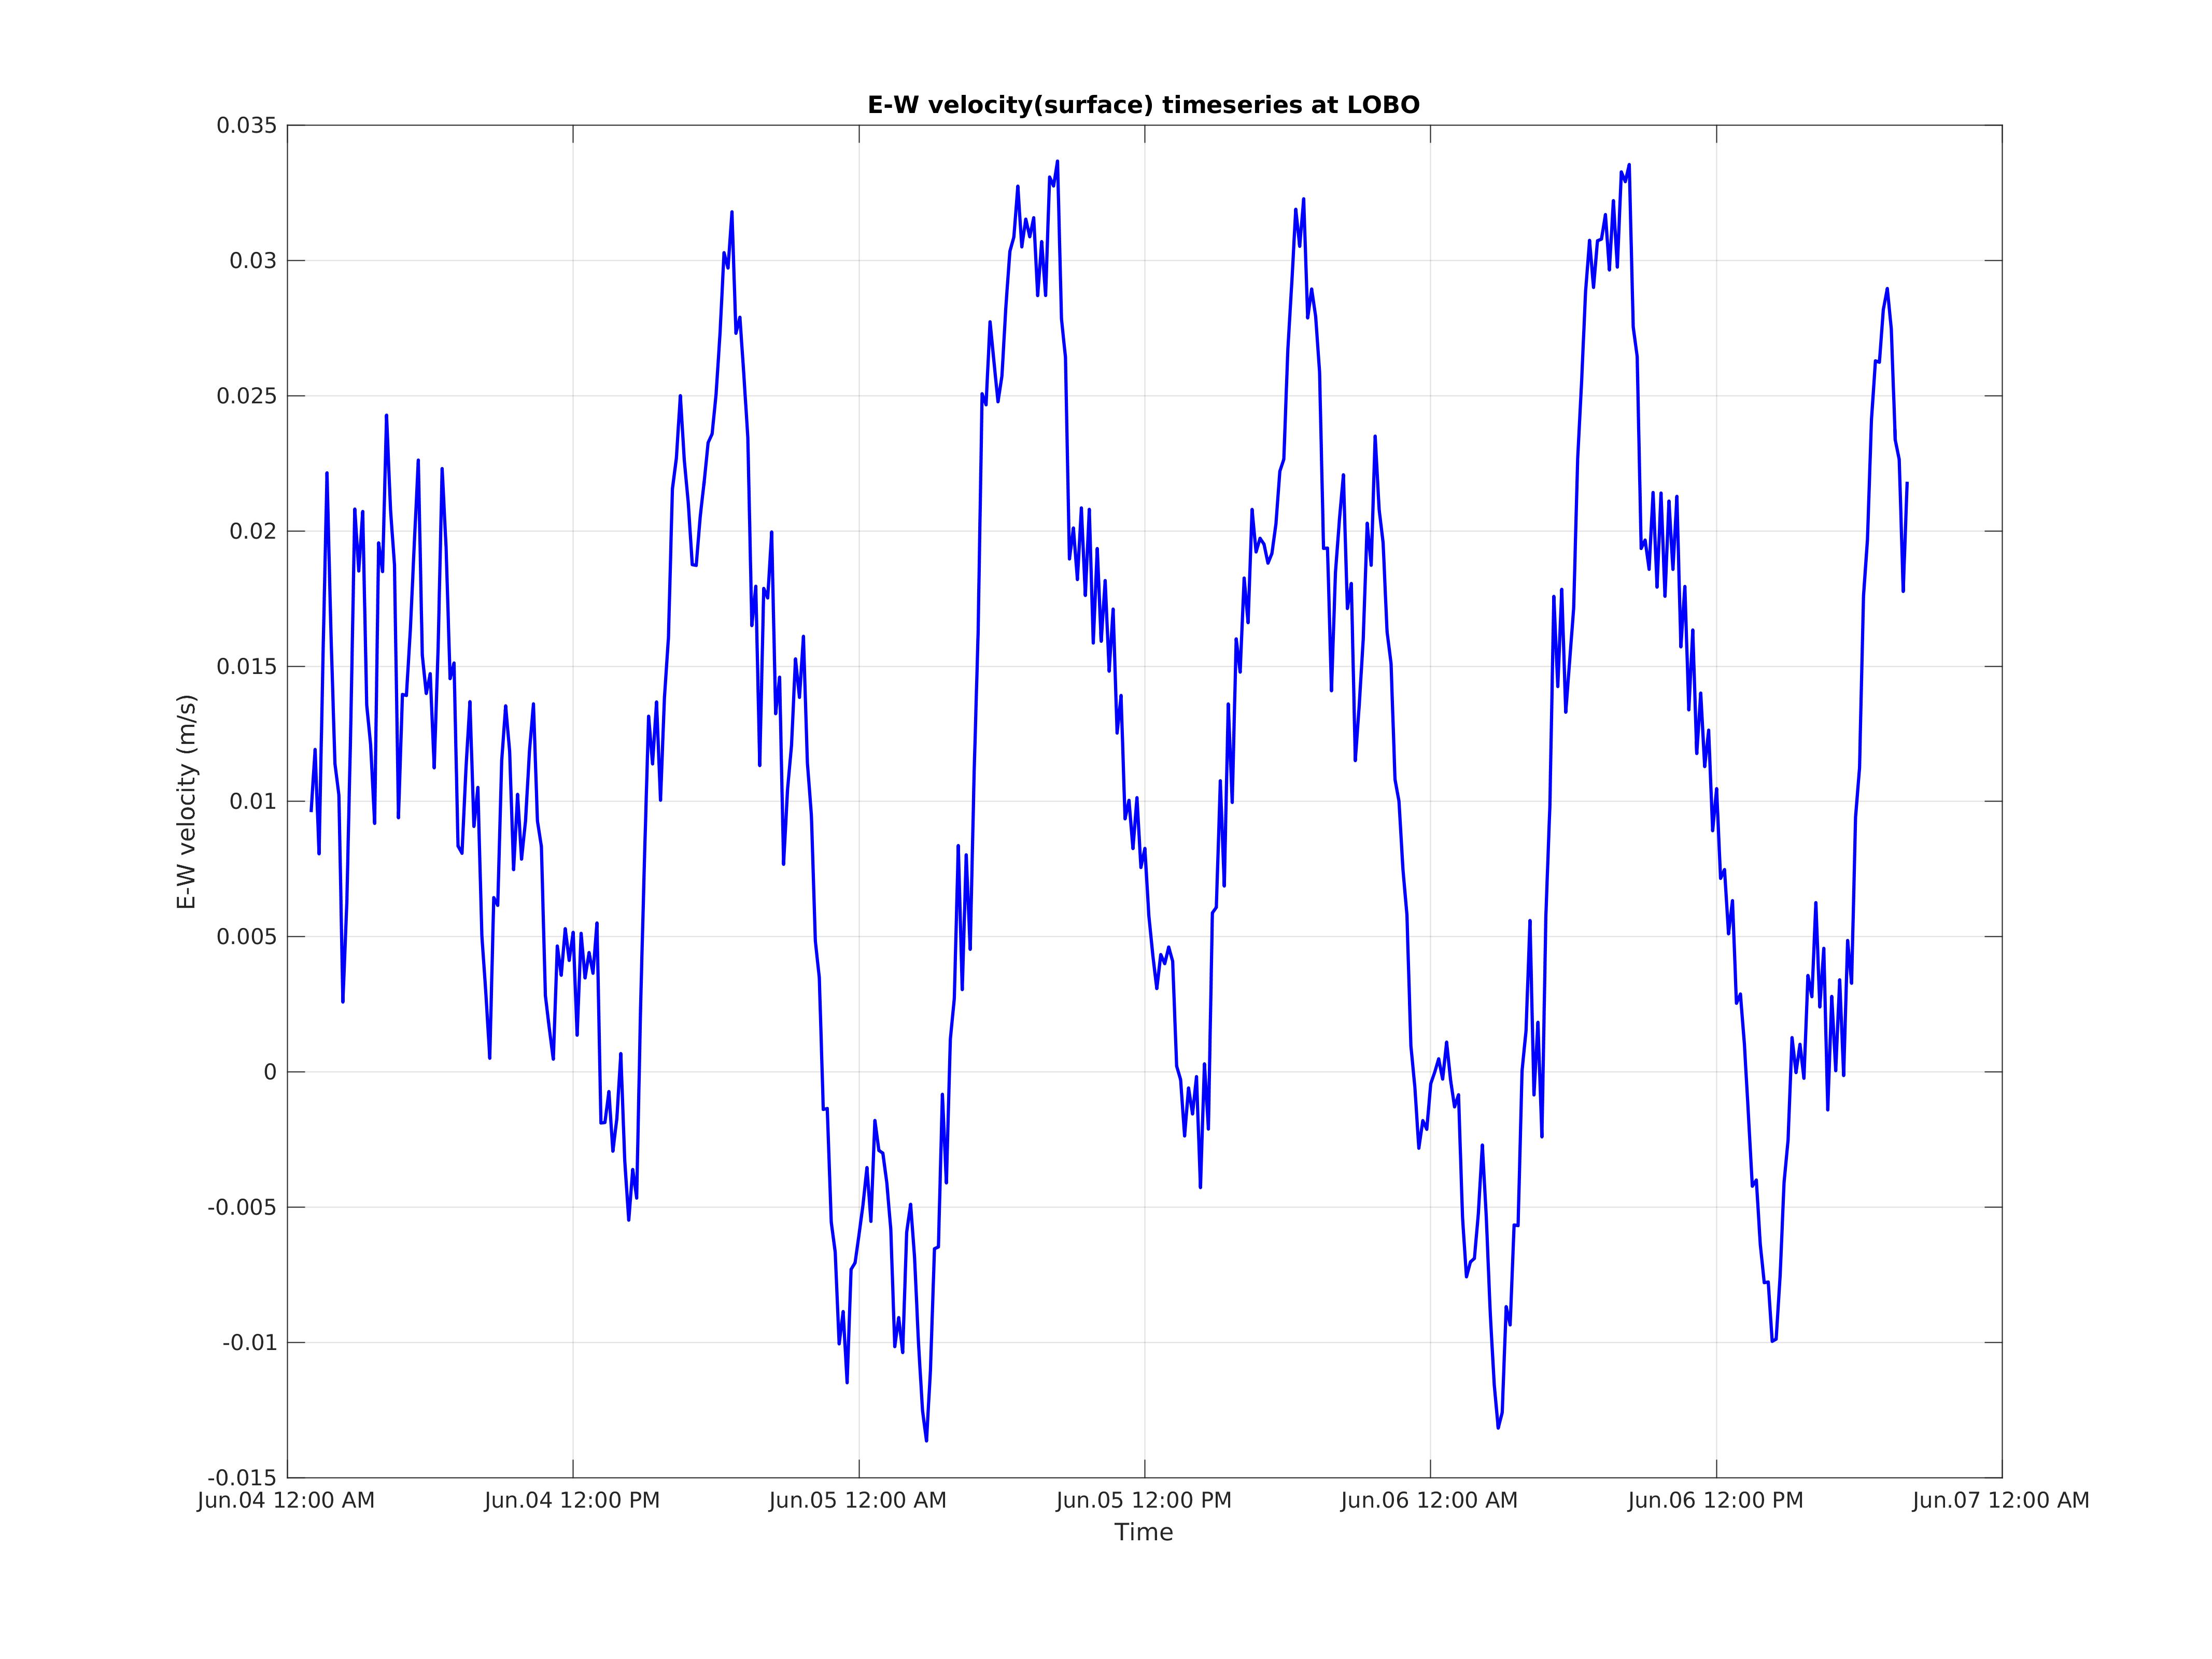 E-W velocity(surface) timeseries at LOBO
0.035
0.03
0.025
0.02
0.015
0.01
0.005
0
-0.005
-0.01
-0.015
E-W velocity (m/s)
Jun.04 12:00 AM
Jun.04 12:00 PM
Jun.05 12:00 AM
Jun.05 12:00 PM
Jun.06 12:00 AM
Jun.06 12:00 PM
Jun.07 12:00 AM
Time